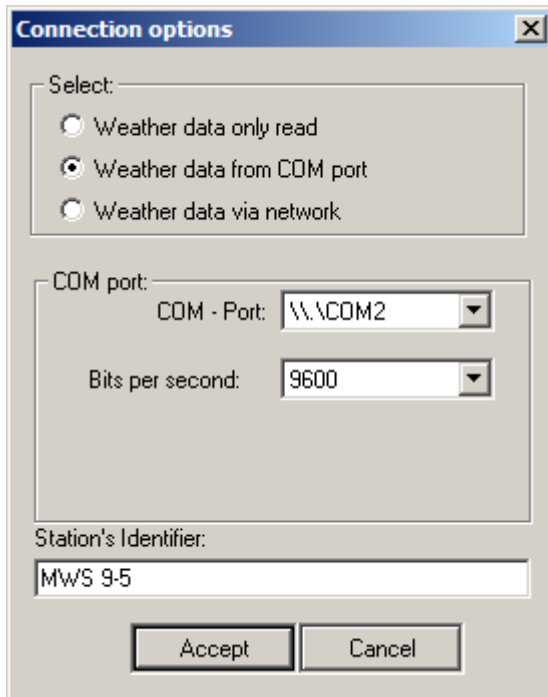 Connection options
Select:
Weather data only read
Weather data from COM port
Weather data via network
COM port:
COM - Port: \\.\COM2
Bits per second: 9600
Station's Identifier:
MWS 9-5
Accept Cancel